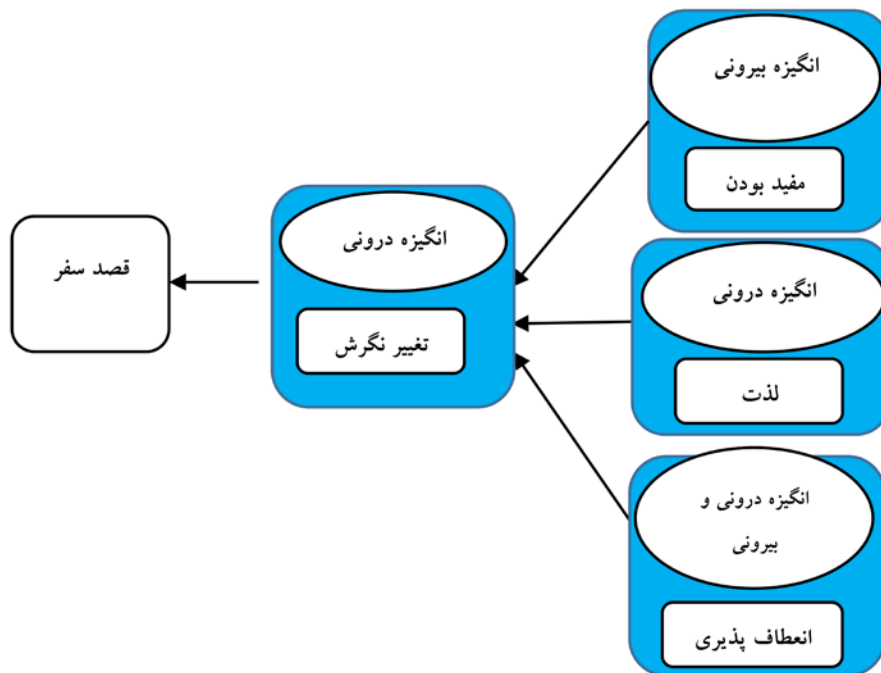 انگیزه بیرونی
مفید بودن
انگیزه درونی
لذت
انگیزه درونی و
بیرونی
انعطاف پذیری
انگیزه درونی
تغییر نگرش
قصد سفر